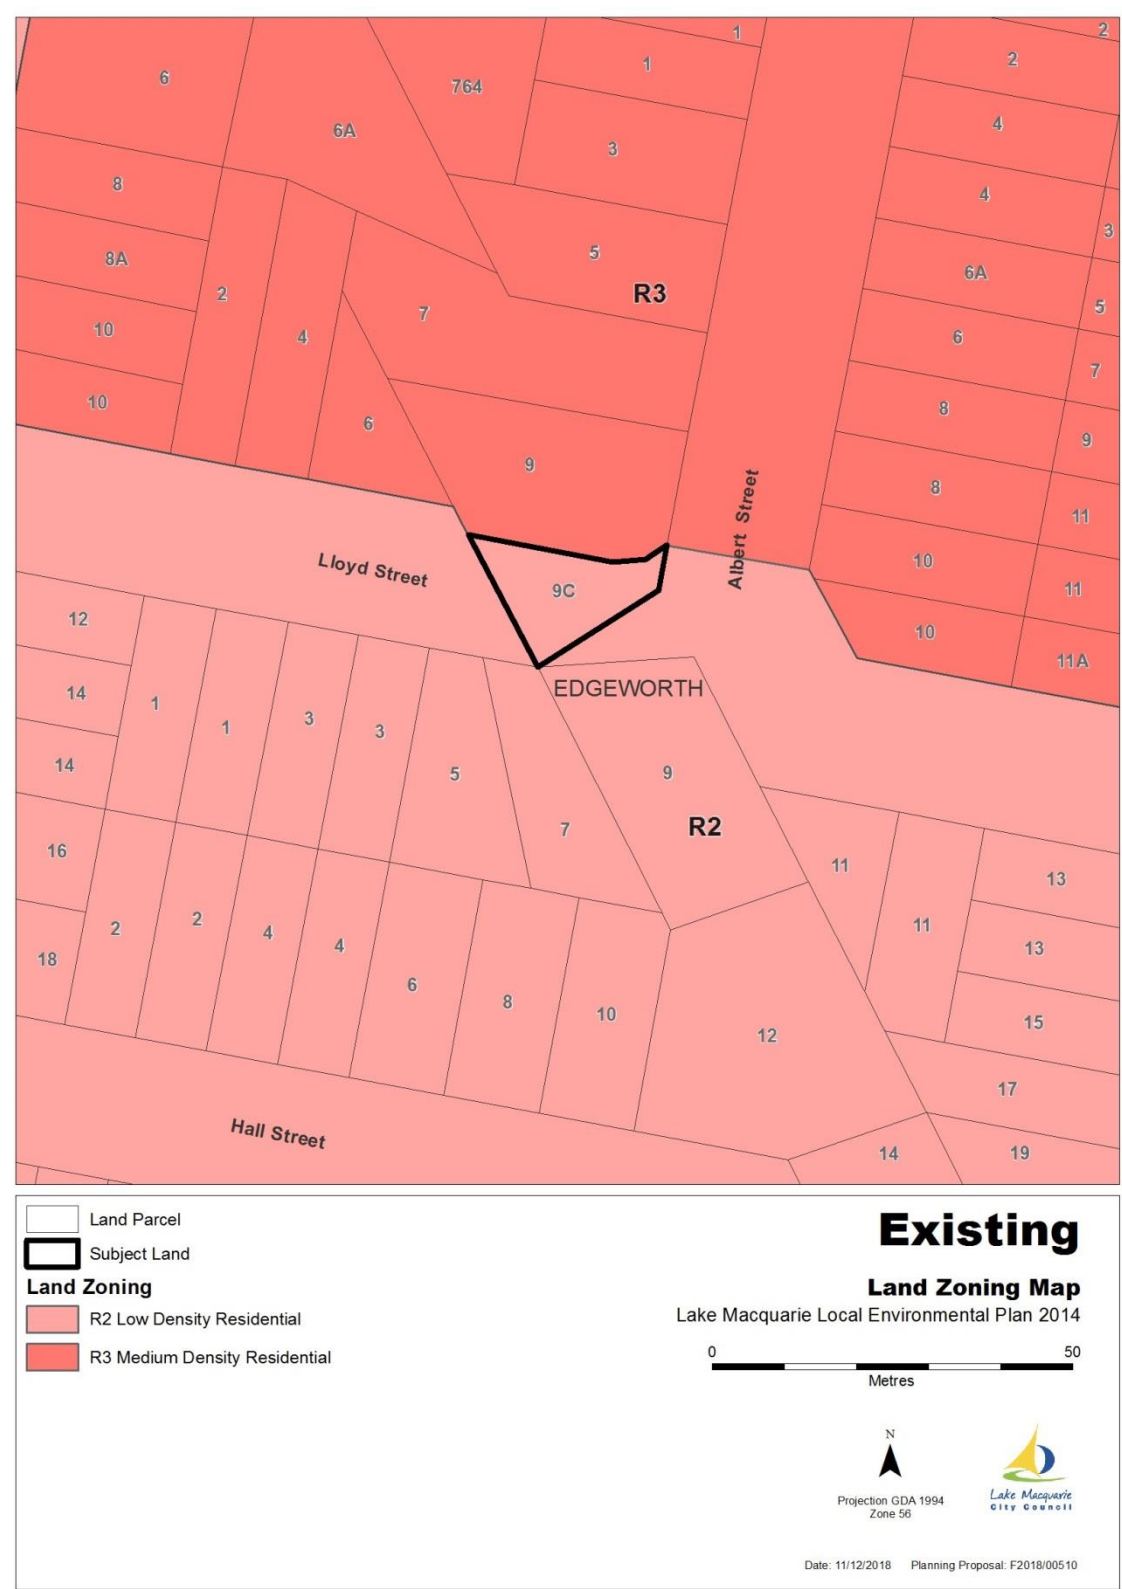 1
2
6
764
1
2
6A
3
4
8
4
3
5
8A
6A
2
R3
5
10
7
6
4
7
10
6
8
9
9
8
11
Albert Street
Lloyd Street
10
9C
11
12
10
11A
14
EDGEWORTH
1
1
3
3
14
5
9
7
R2
16
11
13
2
2
4
4
11
13
18
6
8
10
12
15
17
Hall Street
14
19
Land Parcel
Subject Land
Land Zoning
R2 Low Density Residential
R3 Medium Density Residential
Existing
Land Zoning Map
Lake Macquarie Local Environmental Plan 2014
0 50
Metres
N
Projection GDA 1994
Zone 56
Lake Macquarie
City Council
Date: 11/12/2018 Planning Proposal: F2018/00510